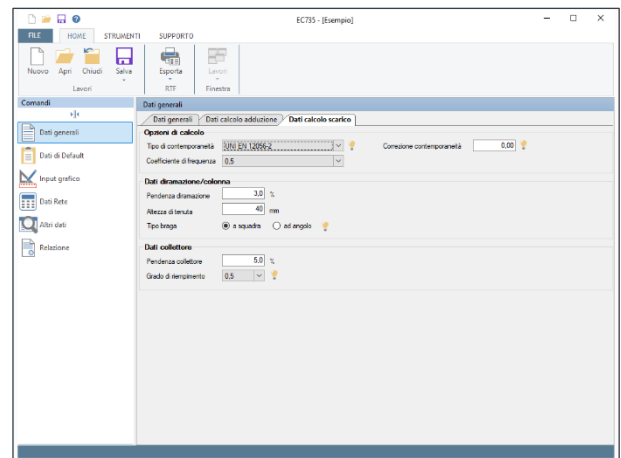 EC735 - [Esempio]
FILE HOME STRUMENTI SUPPORTO
Nuovo Apri Chiudi Salva Esporta Lavori
Lavori RTF Finestra
Comandi
Dati generali
Dati di Default
Input grafico
Dati Rete
Altri dati
Relazione
Dati generali
Dati generali Dati calcolo adduzione Dati calcolo scarico
Opzioni di calcolo
Tipo di contemporaneità UNI EN 12056-2 Correzione contemporaneità 0,00
Coefficiente di frequenza 0,5
Dati diramazione/colonna
Pendenza diramazione 3,0 %
Altezza di tenuta 40 mm
Tipo braga a squadra ad angolo
Dati collettore
Pendenza collettore 5,0 %
Grado di riempimento 0,5